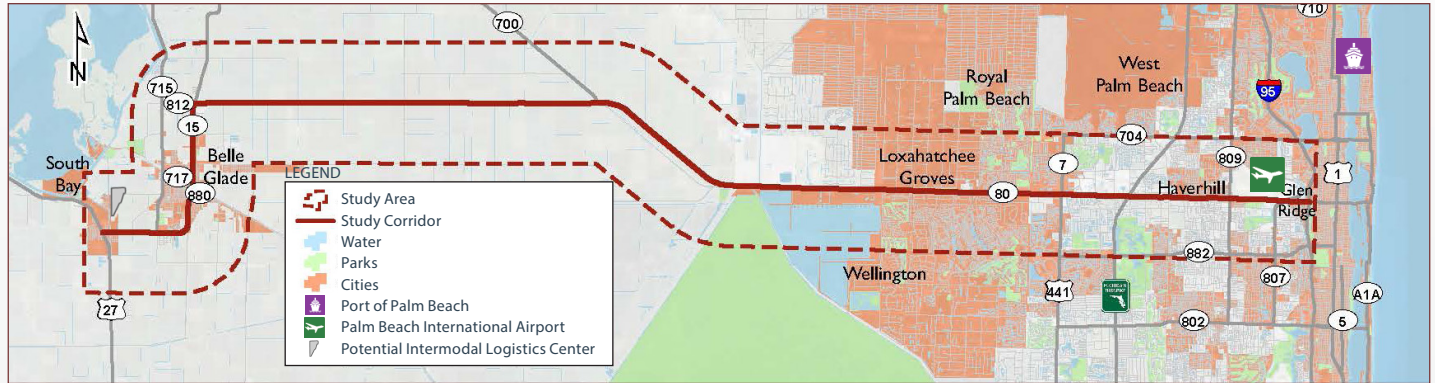 710
700
West
Palm Beach
Royal
Palm Beach
95
715
812
15
704
South
Bay
Belle
Glade
717
880
7
809
1
Loxahatchee
Groves
80
Haverhill
Glen
Ridge
LEGEND
Study Area
Study Corridor
Water
Parks
Cities
Port of Palm Beach
Palm Beach International Airport
Potential Intermodal Logistics Center
N
882
Wellington
807
441
A1A
27
802
5